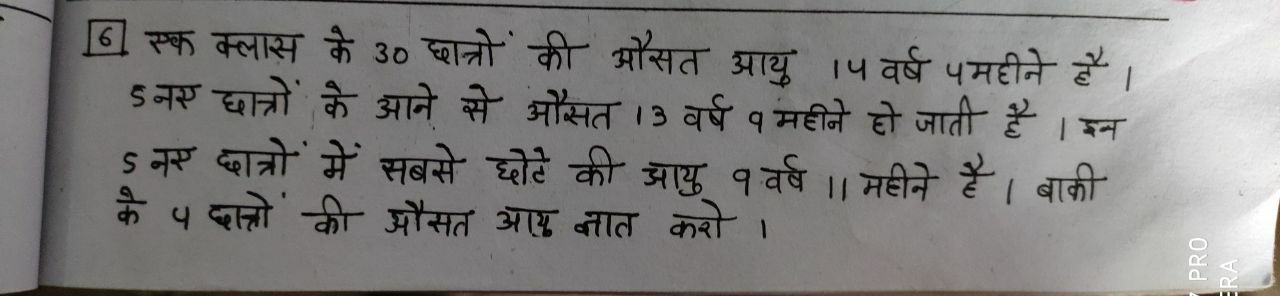 6 एक क्लास के 30 छात्रों की औसत आयु 14 वर्ष 4 महीने है ।
5 नए छात्रों के आने से औसत 13 वर्ष 9 महीने हो जाती है । इन
5 नए छात्रों में सबसे छोटे की आयु 9 वर्ष 11 महीने है । बाकी
के 4 छात्रों की औसत आयु ज्ञात करो ।
7 PRO
ERA